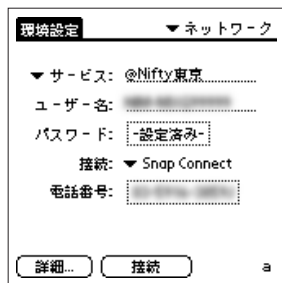 環境設定 ▼ ネットワーク
▼ サービス: @Nifty東京
ユーザー名:
パスワード: -設定済み-
接続: ▼ Snap Connect
電話番号:
詳細... 接続 a